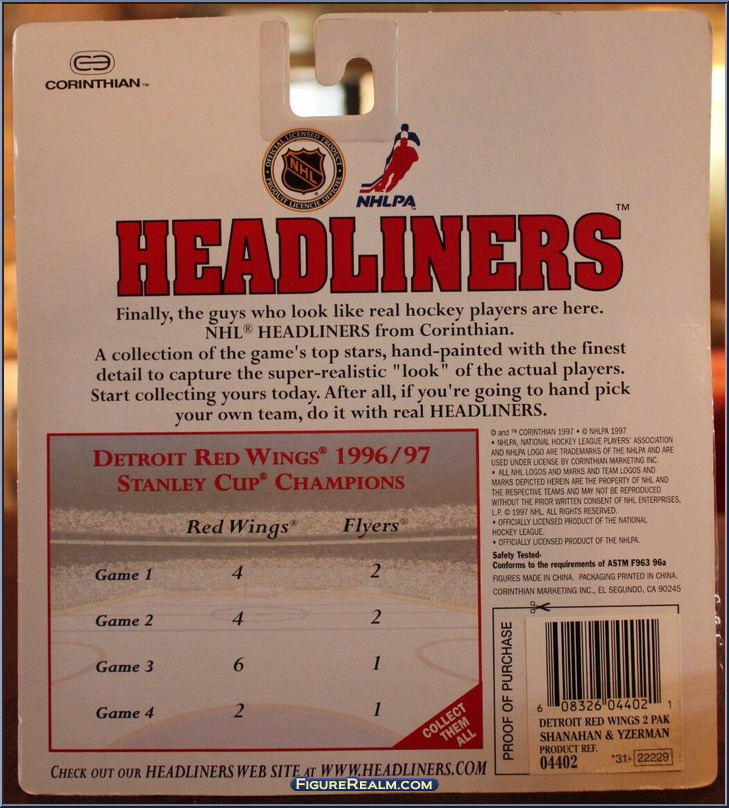 CORINTHIAN™
OFFICIAL LICENSED PRODUCT
NHL
PRODUIT LICENCIE OFFICIEL
NHLPA
HEADLINERS™
Finally, the guys who look like real hockey players are here.
NHL® HEADLINERS from Corinthian.
A collection of the game's top stars, hand-painted with the finest
detail to capture the super-realistic "look" of the actual players.
Start collecting yours today. After all, if you're going to hand pick
your own team, do it with real HEADLINERS.
DETROIT RED WINGS® 1996/97
STANLEY CUP® CHAMPIONS
Red Wings® Flyers®
Game 1 4 2
Game 2 4 2
Game 3 6 1
Game 4 2 1
COLLECT
THEM
ALL
© and ™ CORINTHIAN 1997 • © NHLPA 1997
• NHLPA, NATIONAL HOCKEY LEAGUE PLAYERS' ASSOCIATION
AND NHLPA LOGO ARE TRADEMARKS OF THE NHLPA AND ARE
USED UNDER LICENSE BY CORINTHIAN MARKETING INC.
• ALL NHL LOGOS AND MARKS AND TEAM LOGOS AND
MARKS DEPICTED HEREIN ARE THE PROPERTY OF NHL AND
THE RESPECTIVE TEAMS AND MAY NOT BE REPRODUCED
WITHOUT THE PRIOR WRITTEN CONSENT OF NHL ENTERPRISES,
L.P. © 1997 NHL. ALL RIGHTS RESERVED.
• OFFICIALLY LICENSED PRODUCT OF THE NATIONAL
HOCKEY LEAGUE.
• OFFICIALLY LICENSED PRODUCT OF THE NHLPA.
Safety Tested-
Conforms to the requirements of ASTM F963 96a
FIGURES MADE IN CHINA. PACKAGING PRINTED IN CHINA.
CORINTHIAN MARKETING INC., EL SEGUNDO, CA 90245
PROOF OF PURCHASE
6 08326 04402 1
DETROIT RED WINGS 2 PAK
SHANAHAN & YZERMAN
PRODUCT REF.
04402 *31- 22229
CHECK OUT OUR HEADLINERS WEB SITE AT WWW.HEADLINERS.COM
FIGUREREALM.COM